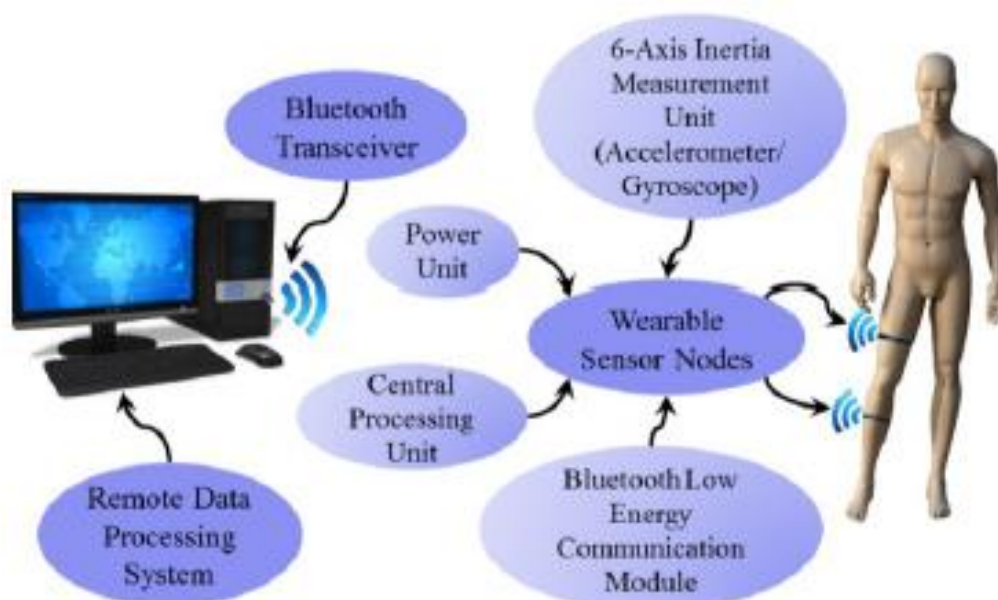 Bluetooth
Transceiver
6-Axis Inertia
Measurement
Unit
(Accelerometer/
Gyroscope)
Power
Unit
Wearable
Sensor Nodes
Central
Processing
Unit
Remote Data
Processing
System
Bluetooth Low
Energy
Communication
Module